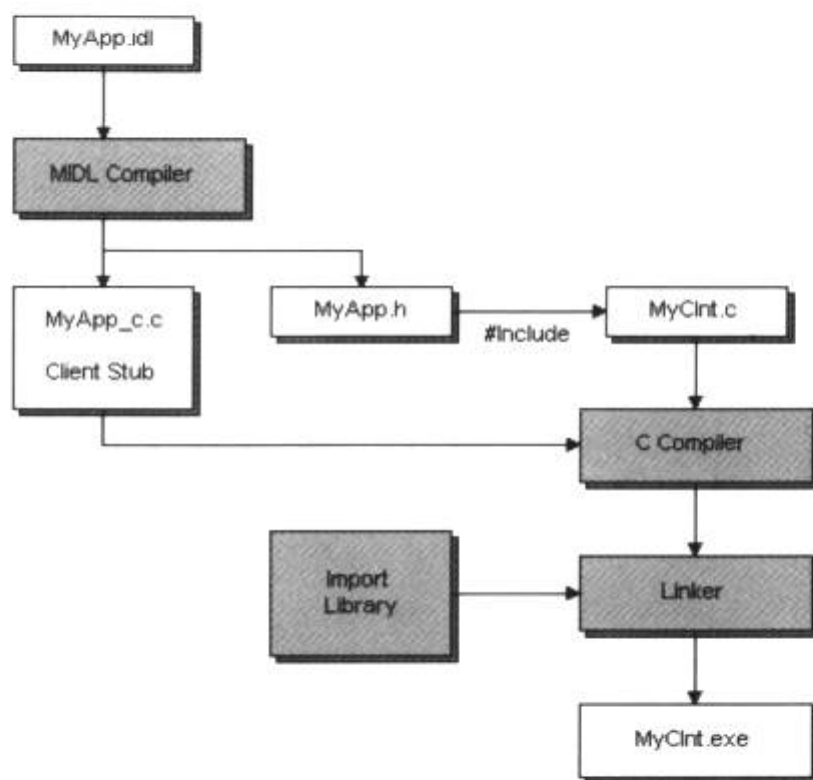 MyApp.idl
MIDL Compiler
MyApp_c.c
Client Stub
MyApp.h
#Include
MyClnt.c
C Compiler
Import
Library
Linker
MyClnt.exe